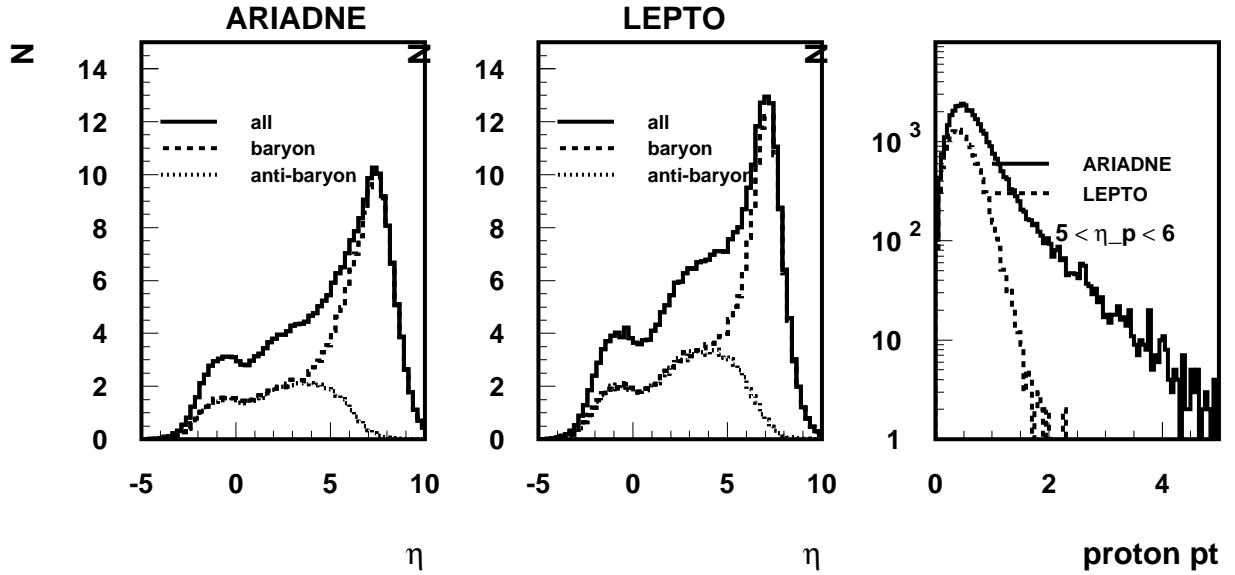 ARIADNE
LEPTO
N
N
N
14
12
10
8
6
4
2
0
all
baryon
anti-baryon
-5
0
5
10
η
14
12
10
8
6
4
2
0
all
baryon
anti-baryon
-5
0
5
10
η
10 3
10 2
10
1
ARIADNE
LEPTO
5 < η_p < 6
0
2
4
proton pt